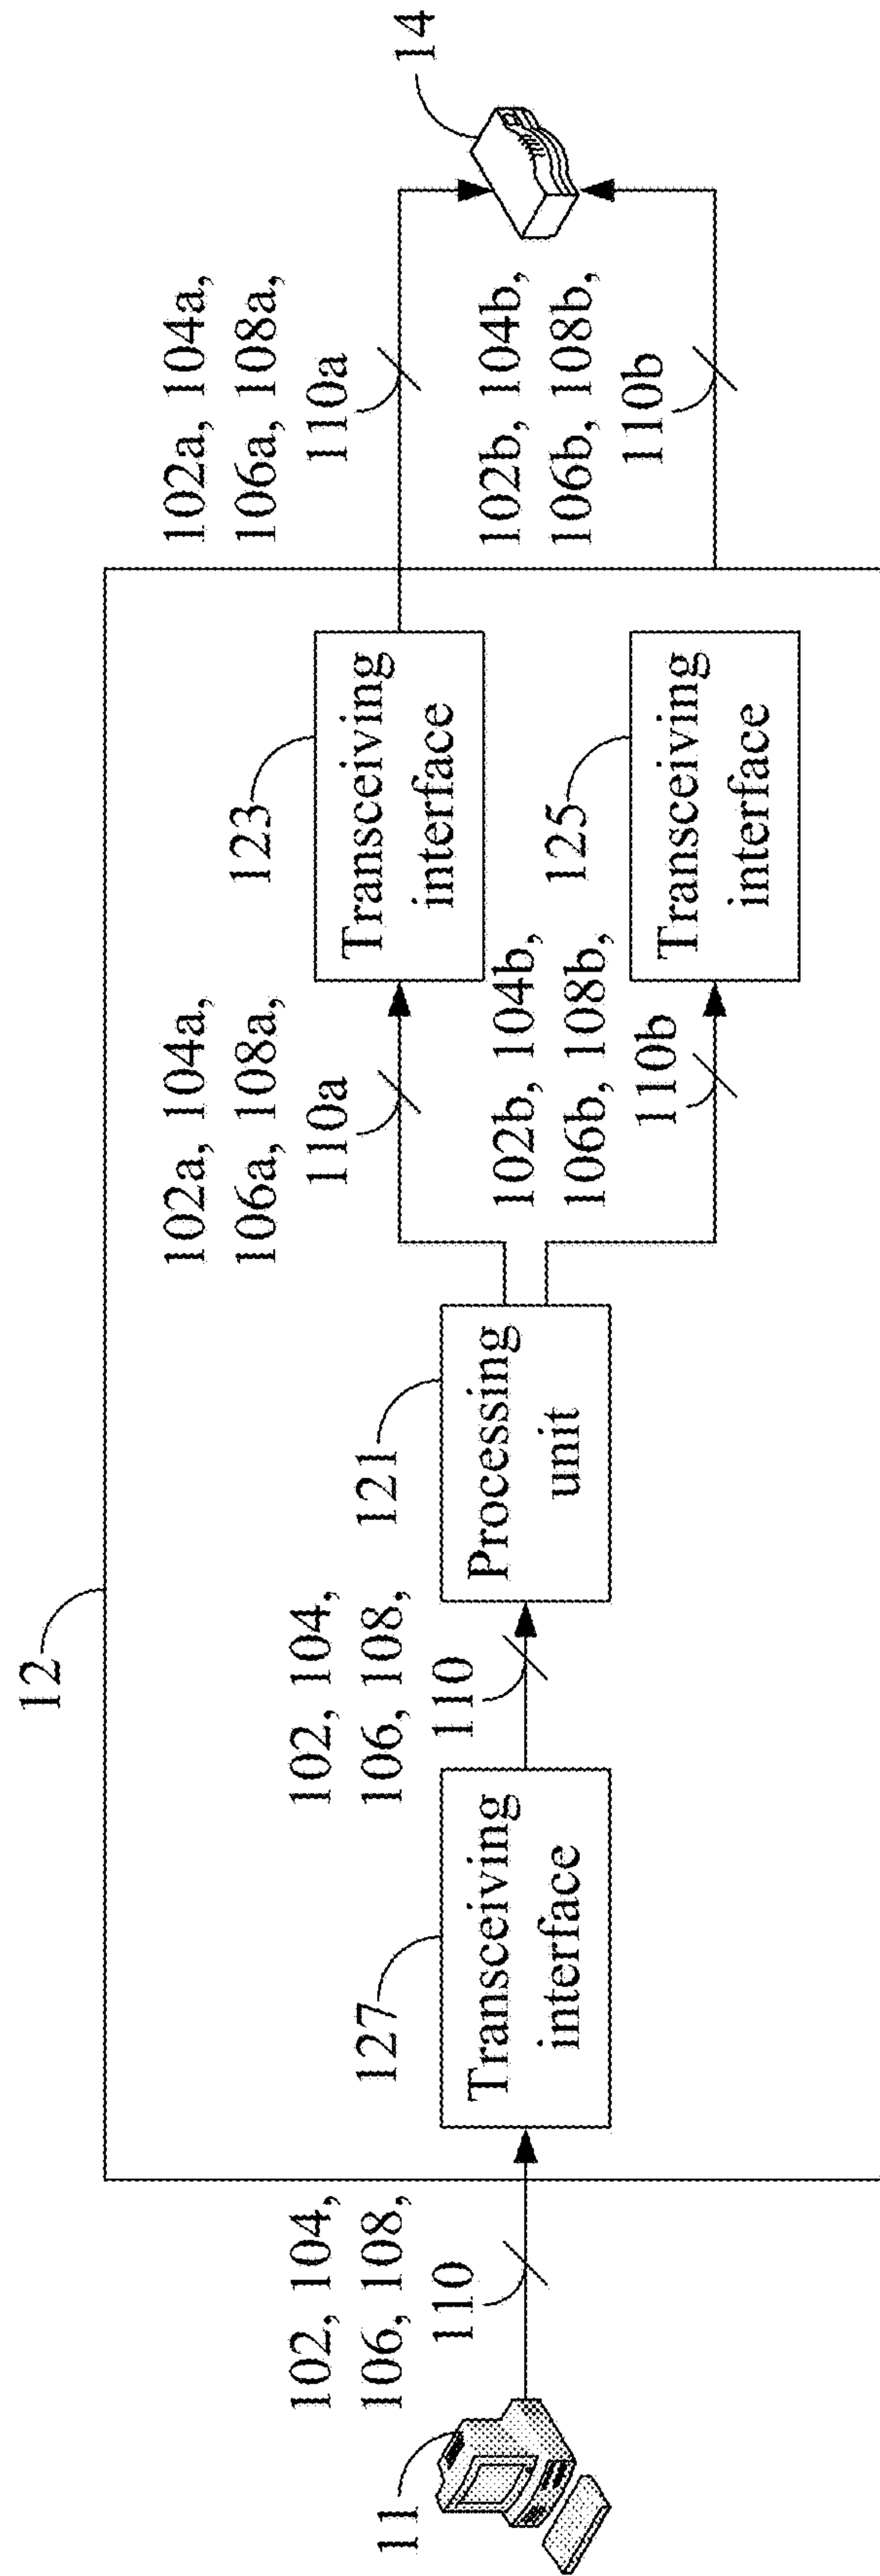 12
11
102, 104,
106, 108,
110
127
Transceiving
interface
102, 104,
106, 108,
110
121
Processing
unit
102a, 104a,
106a, 108a,
110a
102b, 104b,
106b, 108b,
110b
123
Transceiving
interface
125
Transceiving
interface
102a, 104a,
106a, 108a,
110a
102b, 104b,
106b, 108b,
110b
14